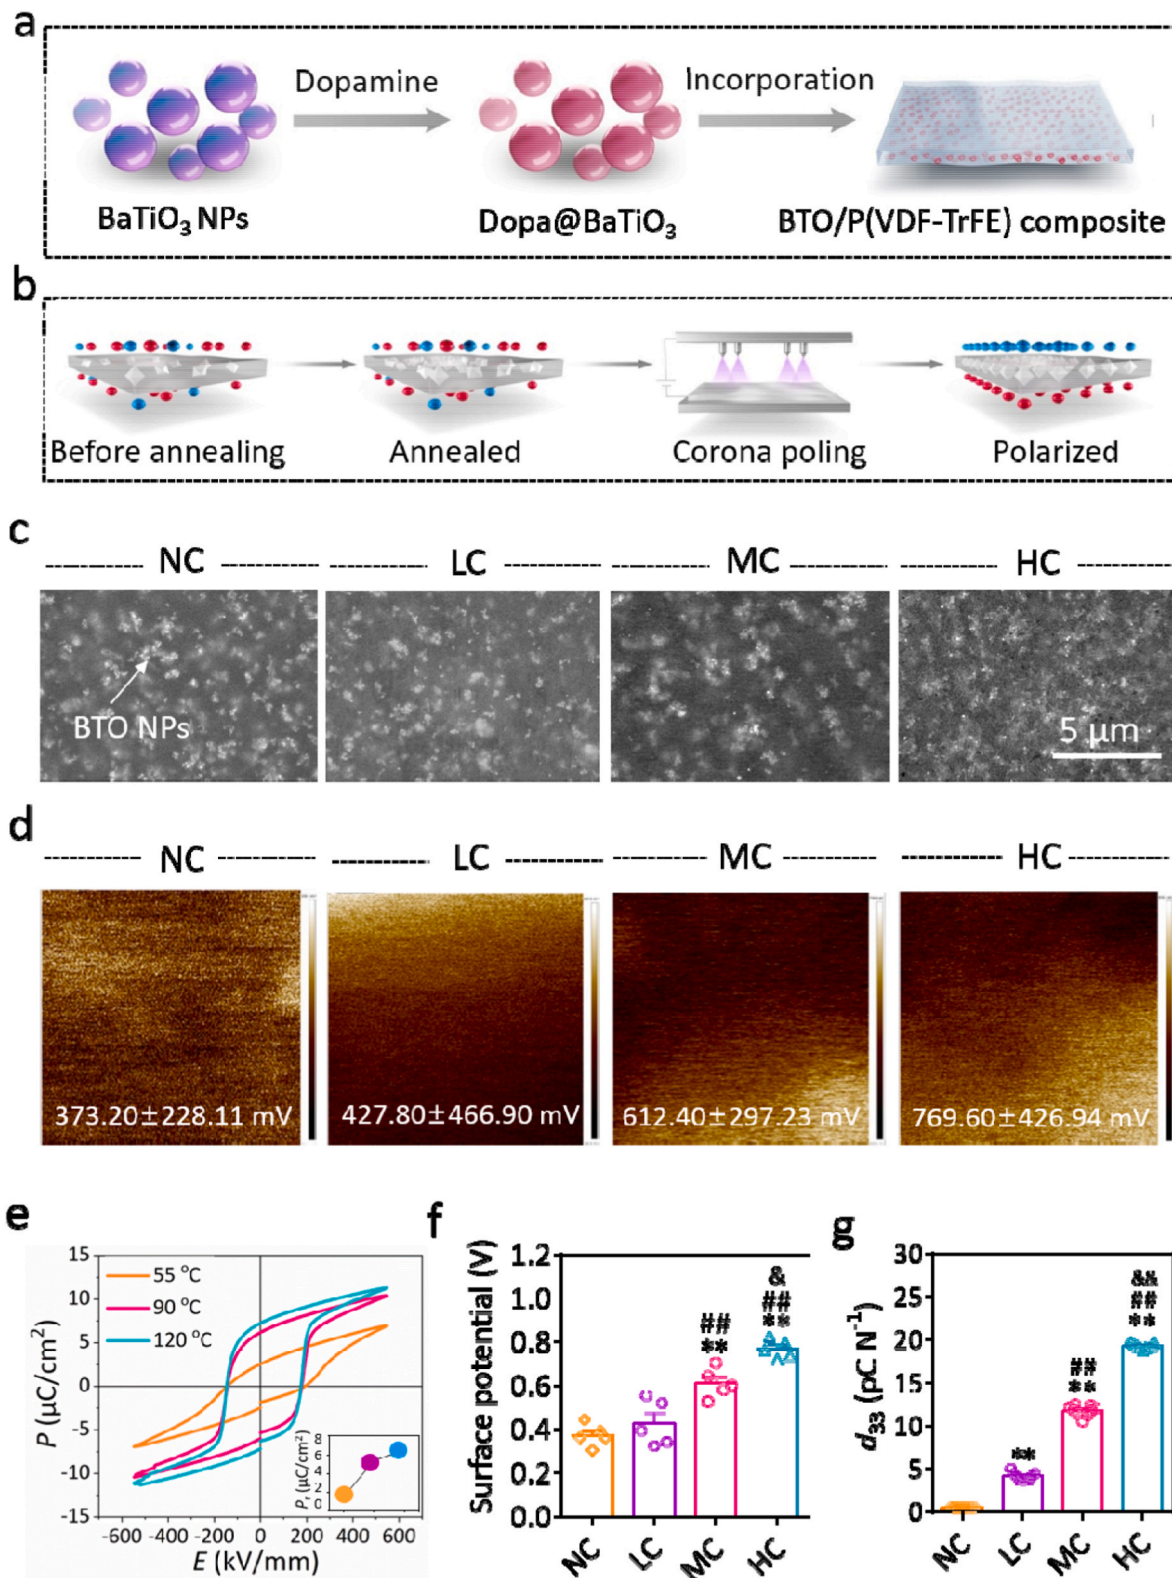 a
Dopamine
Incorporation
BaTiO₃ NPs
Dopa@BaTiO₃
BTO/P(VDF-TrFE) composite
b
Before annealing
Annealed
Corona poling
Polarized
c
NC
LC
MC
HC
BTO NPs
5 μm
d
NC
LC
MC
HC
373.20±228.11 mV
427.80±466.90 mV
612.40±297.23 mV
769.60±426.94 mV
e
15
10
5
0
-5
-10
-15
P (μC/cm²)
55 °C
90 °C
120 °C
8
6
4
2
0
Pᵣ (μC/cm²)
-600 -400 -200 0 200 400 600
E (kV/mm)
f
Surface potential (V)
1.2
1.0
0.8
0.6
0.4
0.2
0.0
##
**
&
##
**
NC
LC
MC
HC
d₃₃ (pC N⁻¹)
30
25
20
15
10
5
0
**
##
**
&&
##
**
NC
LC
MC
HC